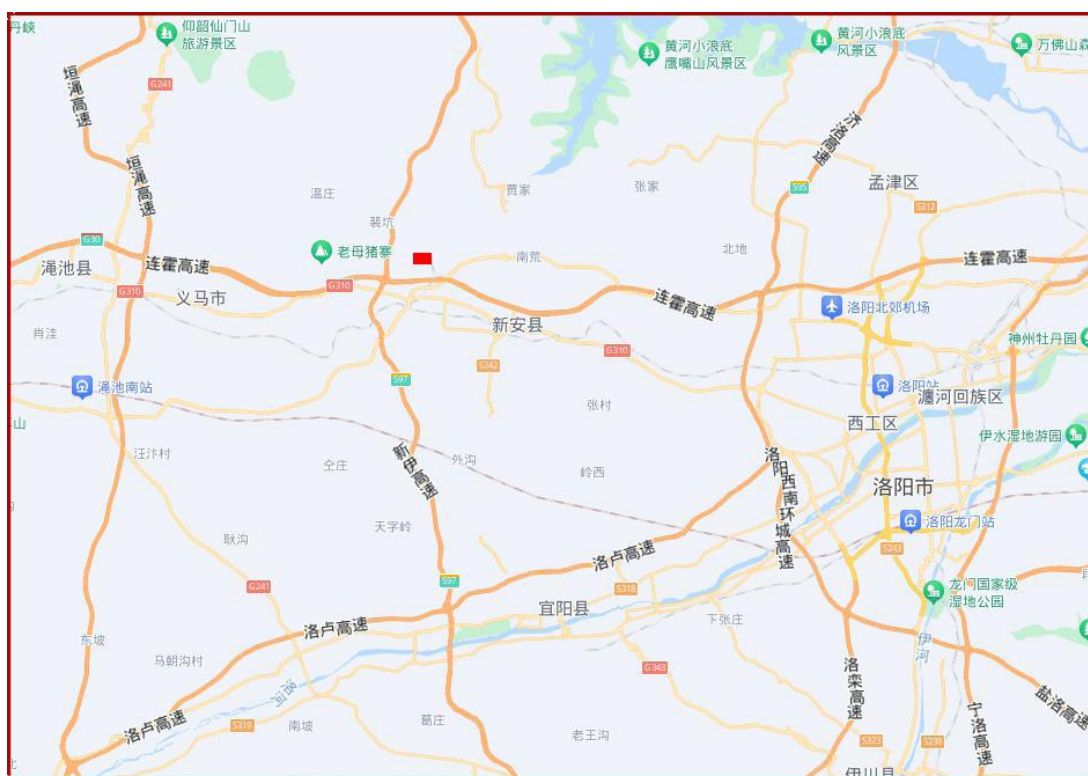 丹峡
仰韶仙门山
旅游景区
黄河小浪底
鹰嘴山风景区
黄河小浪底
风景区
万佛山森
垣渑高速
G241
济洛高速
垣渑高速
温庄
贾家
张家
S95
孟津区
S312
裴坑
G30
老母猪寨
南荒
北地
渑池县
连霍高速
连霍高速
G310
义马市
G310
连霍高速
洛阳北郊机场
肖洼
新安县
G310
神州牡丹园
S242
渑池南站
S97
洛阳站
瀍河回族区
张村
西工区
山
伊水湿地游园
汪汴村
仝庄
新伊高速
外沟
岭西
洛阳西南环城高速
洛阳市
天字岭
洛阳龙门站
耿沟
洛卢高速
S243
G241
S97
S318
龙门国家级
湿地公园
宜阳县
下张庄
洛卢高速
伊河
东坡
马朝沟村
G343
洛河
洛栾高速
盐洛高速
洛卢高速
S319
南坡
葛庄
老王沟
宁洛高速
S323
S238
北
伊川县